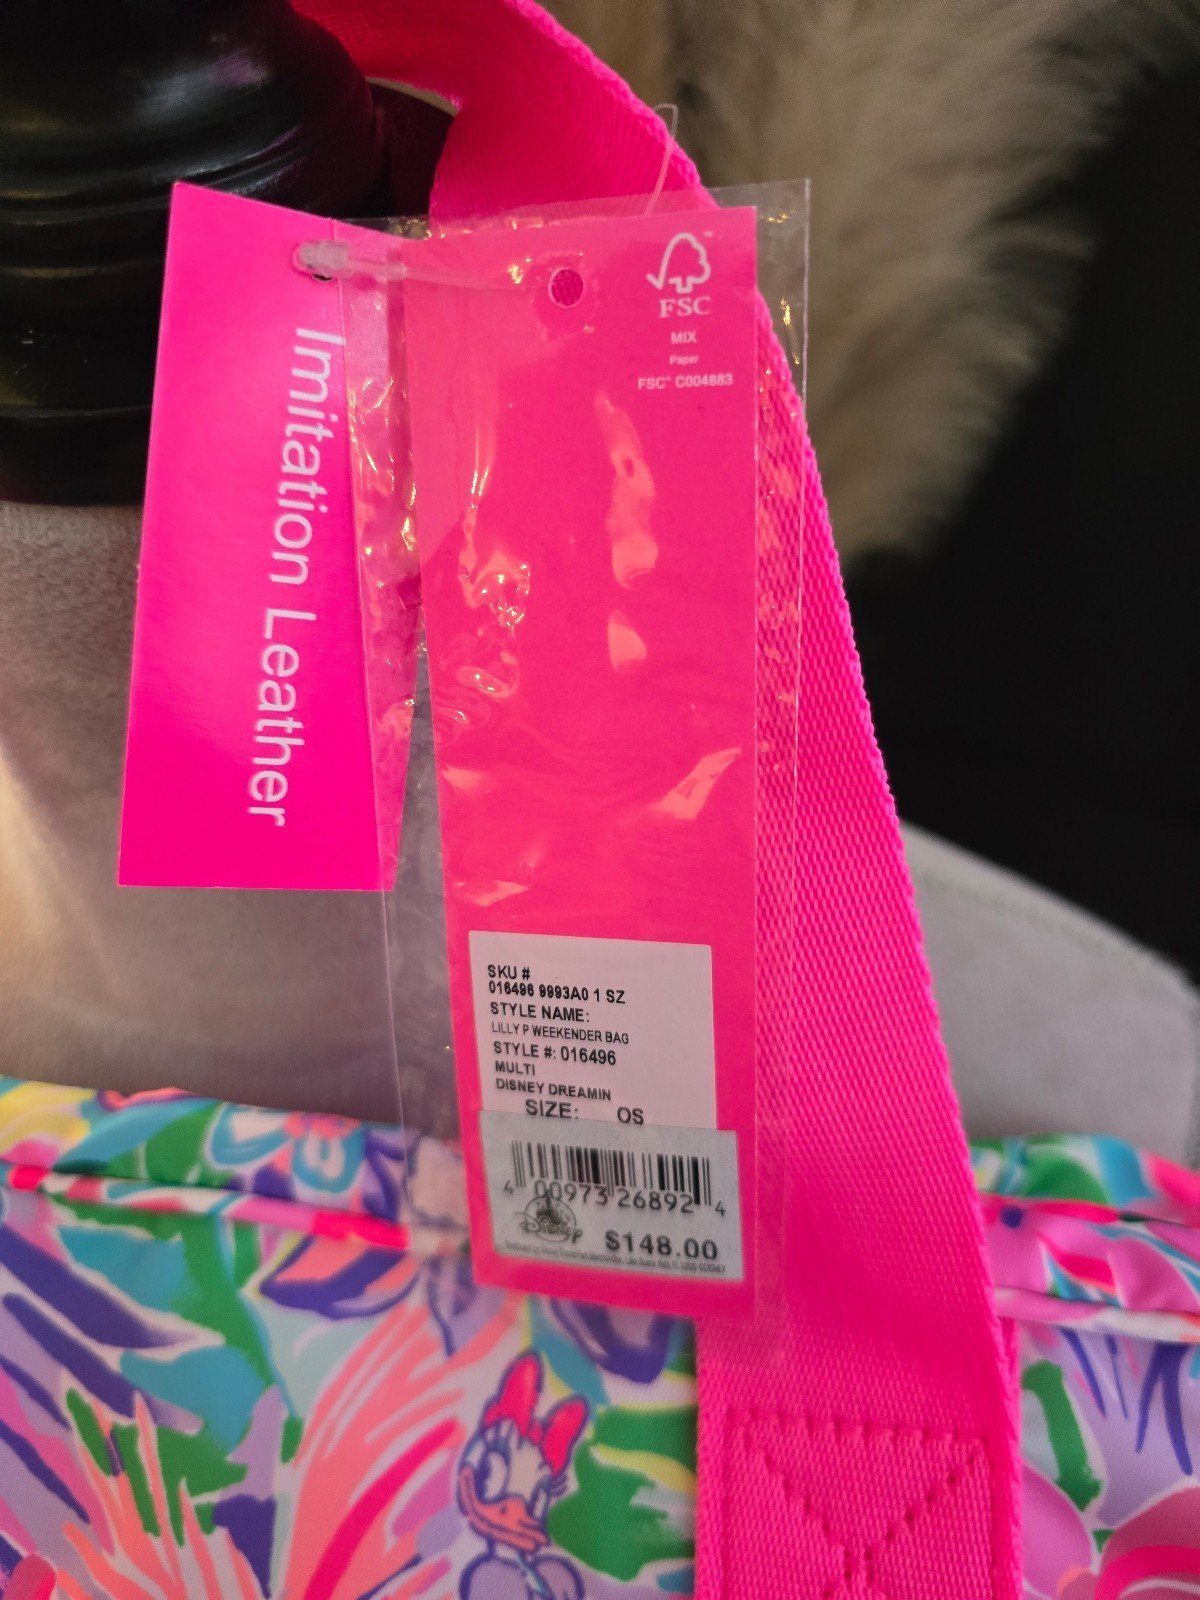 Imitation Leather
FSC
MIX
Paper
FSC™ C004883
SKU #
016496 9993A0 1 SZ
STYLE NAME:
LILLY P WEEKENDER BAG
STYLE #: 016496
MULTI
DISNEY DREAMIN
SIZE: OS
4 00973 26892 4
Disney
$148.00